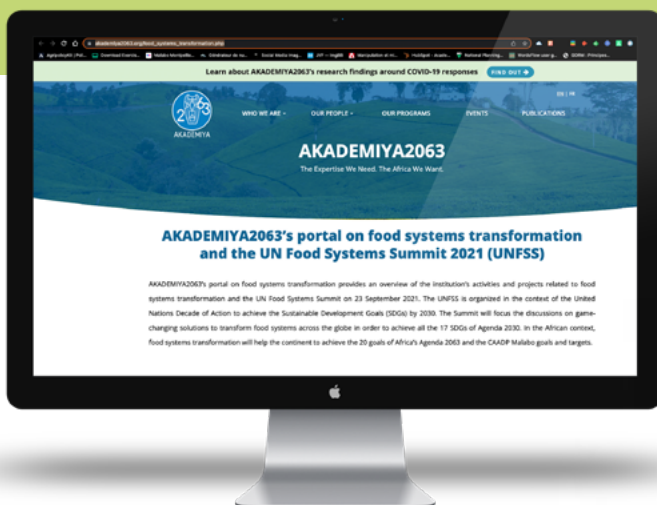 akademiya2063.org/food_systems_transformation.php
Learn about AKADEMIYA2063's research findings around COVID-19 responses FIND OUT
EN | FR
2063
AKADEMIYA
WHO WE ARE OUR PEOPLE OUR PROGRAMS EVENTS PUBLICATIONS
AKADEMIYA2063
The Expertise We Need. The Africa We Want.
AKADEMIYA2063's portal on food systems transformation
and the UN Food Systems Summit 2021 (UNFSS)
AKADEMIYA2063's portal on food systems transformation provides an overview of the institution's activities and projects related to food
systems transformation and the UN Food Systems Summit on 23 September 2021. The UNFSS is organized in the context of the United
Nations Decade of Action to achieve the Sustainable Development Goals (SDGs) by 2030. The Summit will focus the discussions on game-
changing solutions to transform food systems across the globe in order to achieve all the 17 SDGs of Agenda 2030. In the African context,
food systems transformation will help the continent to achieve the 20 goals of Africa's Agenda 2063 and the CAADP Malabo goals and targets.